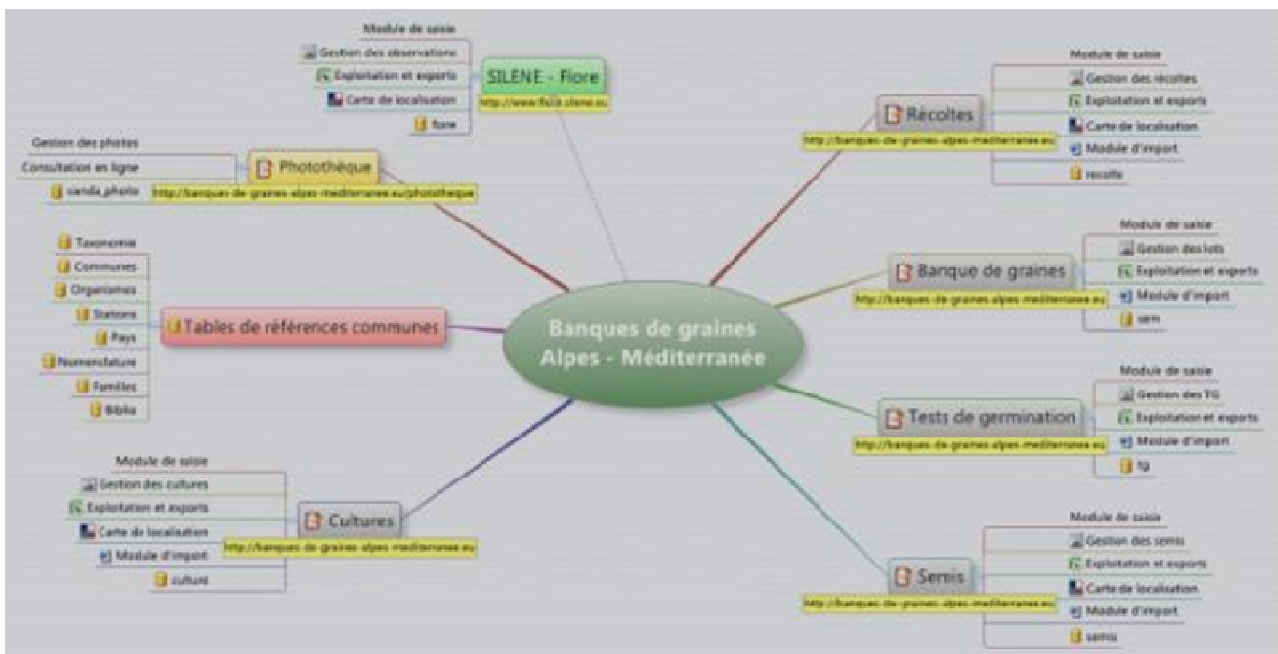 Module de saisie
Gestion des observations
Exploitation et exports
Carte de localisation
flore
SILENE - Flore
Gestion des photos
Consultation en ligne
Photothèque
http://banques-de-graines-alpes-mediterranee.eu/phototheque
Taxonomie
Communes
Organismes
Stations
Pays
Nomenclature
Familles
Biblio
Tables de références communes
Module de saisie
Gestion des cultures
Exploitation et exports
Carte de localisation
Module d'import
culture
Cultures
http://banques-de-graines-alpes-mediterranee.eu
Banques de graines
Alpes - Méditerranée
Récoltes
http://banques-de-graines-alpes-mediterranee.eu
Module de saisie
Gestion des récoltes
Exploitation et exports
Carte de localisation
Module d'import
recolte
Banque de graines
http://banques-de-graines-alpes-mediterranee.eu
Module de saisie
Gestion des lots
Exploitation et exports
Module d'import
sem
Tests de germination
http://banques-de-graines-alpes-mediterranee.eu
Module de saisie
Gestion des TG
Exploitation et exports
Module d'import
tg
Semis
http://banques-de-graines-alpes-mediterranee.eu
Module de saisie
Gestion des semis
Exploitation et exports
Carte de localisation
Module d'import
semis